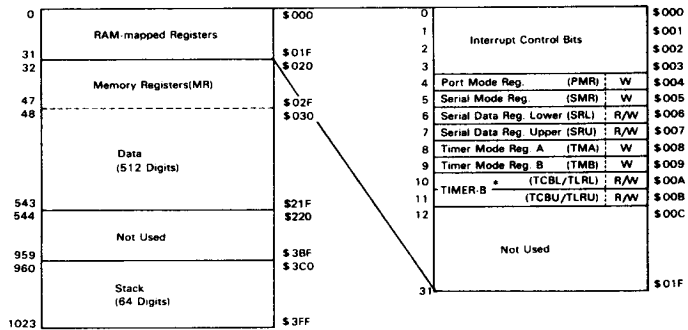 0 $000
RAM-mapped Registers
31 $01F
32 $020
Memory Registers(MR)
47 $02F
48 $030
Data
(512 Digits)
543 $21F
544 $220
Not Used
959 $3BF
960 $3C0
Stack
(64 Digits)
1023 $3FF
0 $000
1 $001
Interrupt Control Bits
2 $002
3 $003
4 Port Mode Reg. (PMR) W $004
5 Serial Mode Reg. (SMR) W $005
6 Serial Data Reg. Lower (SRL) R/W $006
7 Serial Data Reg. Upper (SRU) R/W $007
8 Timer Mode Reg. A (TMA) W $008
9 Timer Mode Reg. B (TMB) W $009
10 (TCBL/TLRL) R/W $00A
TIMER-B *
11 (TCBU/TLRU) R/W $00B
12 $00C
Not Used
31 $01F